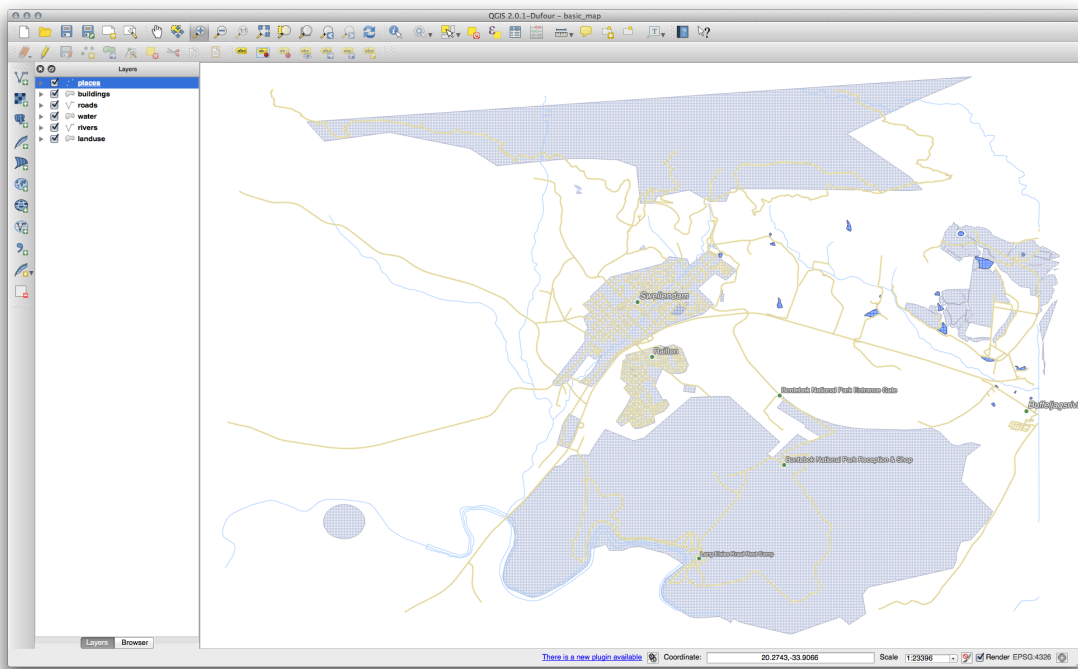 QGIS 2.0.1-Dufour - basic_map
Layers
places
buildings
roads
water
rivers
landuse
Swellendam
Railton
Bontebok National Park Entrance Gate
Buffeljagsrivi
Bontebok National Park Reception & Shop
Lang Elsies Kraal Rest Camp
Layers Browser
There is a new plugin available Coordinate: 20.2743,-33.9066 Scale 1:23396 Render EPSG:4326